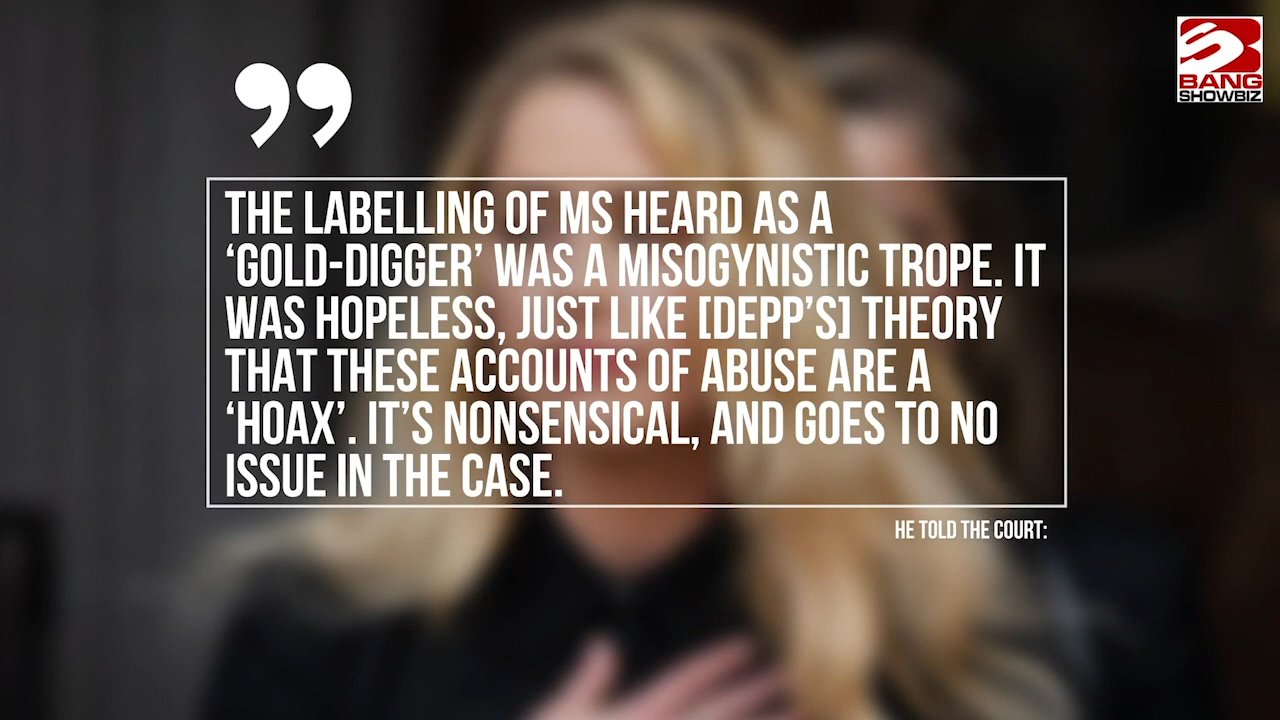 BANG
SHOWBIZ
”
THE LABELLING OF MS HEARD AS A
‘GOLD-DIGGER’ WAS A MISOGYNISTIC TROPE. IT
WAS HOPELESS, JUST LIKE [DEPP’S] THEORY
THAT THESE ACCOUNTS OF ABUSE ARE A
‘HOAX’. IT’S NONSENSICAL, AND GOES TO NO
ISSUE IN THE CASE.
HE TOLD THE COURT: